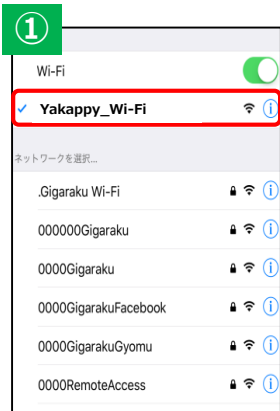 ①
Wi-Fi
✓ Yakappy_Wi-Fi
ネットワークを選択...
.Gigaraku Wi-Fi
000000Gigaraku
0000Gigaraku
0000GigarakuFacebook
0000GigarakuGyomu
0000RemoteAccess